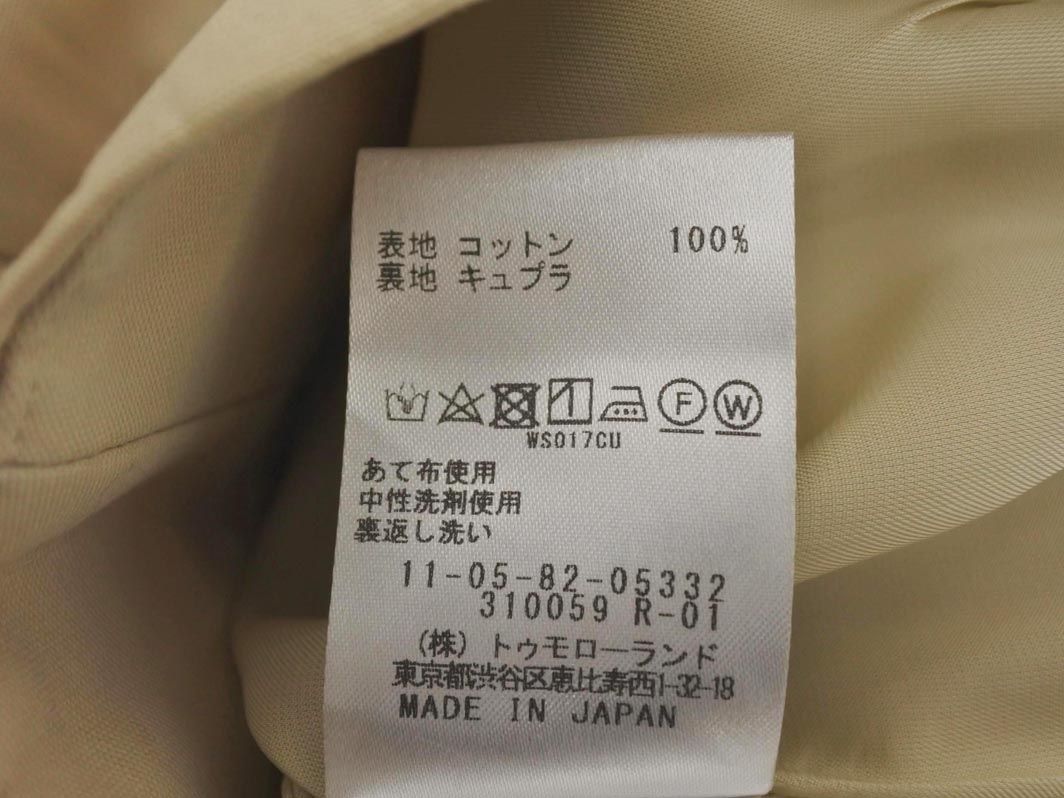 表地 コットン 100%
裏地 キュプラ
F W
WS017CU
あて布使用
中性洗剤使用
裏返し洗い
11-05-82-05332
310059 R-01
(株)トゥモローランド
東京都渋谷区恵比寿西1-32-18
MADE IN JAPAN